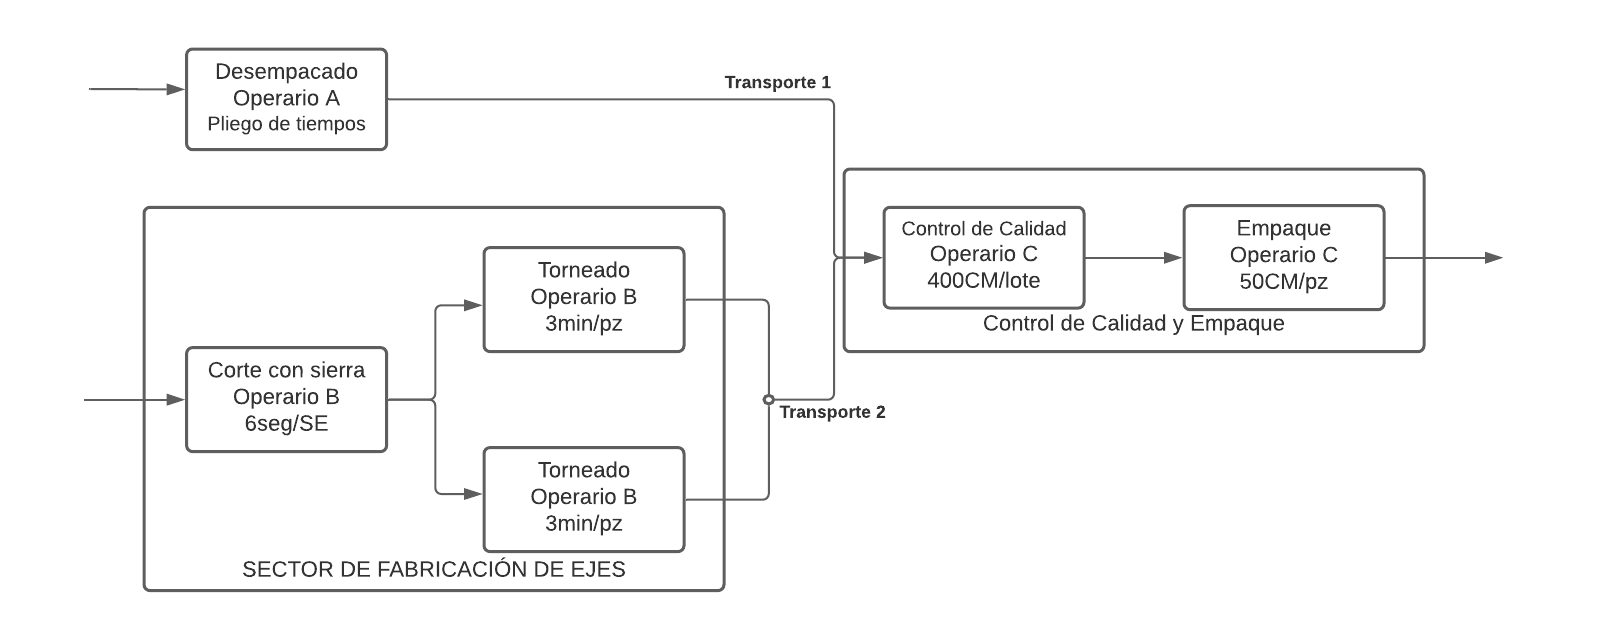 Desempacado
Operario A
Pliego de tiempos
Transporte 1
Control de Calidad
Operario C
400CM/lote
Empaque
Operario C
50CM/pz
Control de Calidad y Empaque
Torneado
Operario B
3min/pz
Corte con sierra
Operario B
6seg/SE
Transporte 2
Torneado
Operario B
3min/pz
SECTOR DE FABRICACIÓN DE EJES